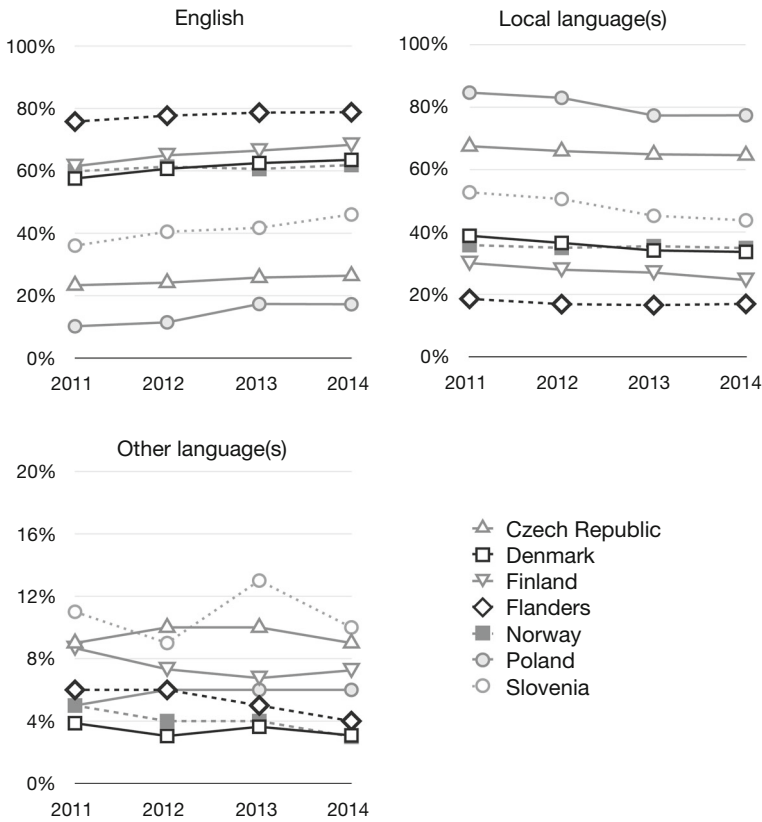 English
100%
80%
60%
40%
20%
0%
2011 2012 2013 2014
Local language(s)
100%
80%
60%
40%
20%
0%
2011 2012 2013 2014
Other language(s)
20%
16%
12%
8%
4%
0%
2011 2012 2013 2014
Czech Republic
Denmark
Finland
Flanders
Norway
Poland
Slovenia